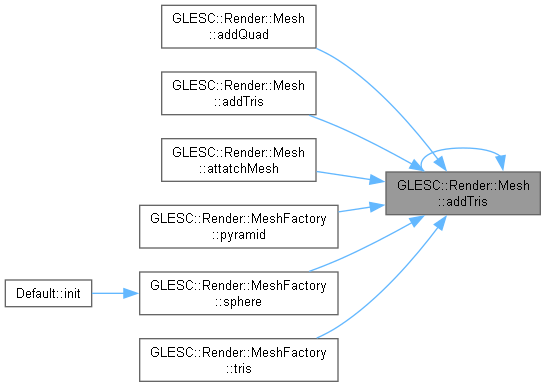 GLESC::Render::Mesh
::addQuad
GLESC::Render::Mesh
::addTris
GLESC::Render::Mesh
::attatchMesh
GLESC::Render::Mesh
::addTris
GLESC::Render::MeshFactory
::pyramid
Default::init
GLESC::Render::MeshFactory
::sphere
GLESC::Render::MeshFactory
::tris